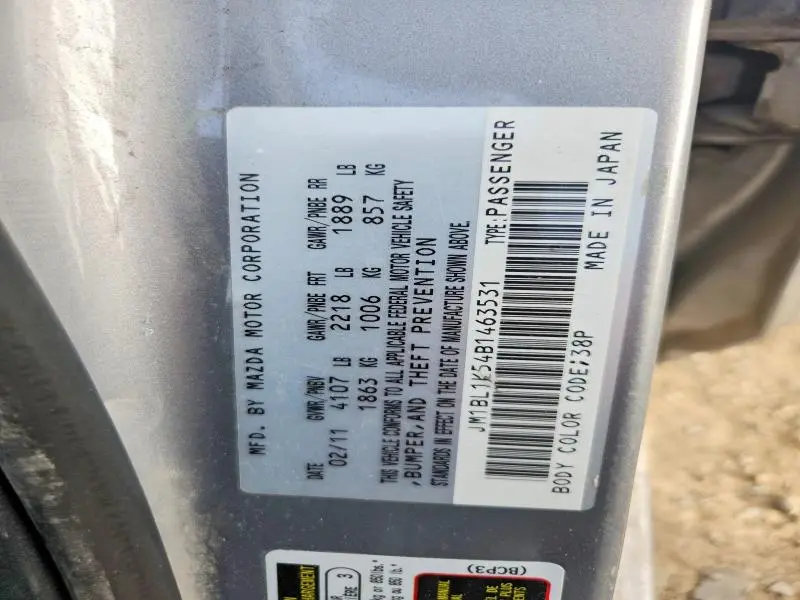 MFD. BY MAZDA MOTOR CORPORATION
DATE GVWR/PNBV GAWR/PNBE FRT GAWR/PNBE RR
02/11 4107 LB 2218 LB 1889 LB
1863 KG 1006 KG 857 KG
THIS VEHICLE CONFORMS TO ALL APPLICABLE FEDERAL MOTOR VEHICLE SAFETY
,BUMPER,AND THEFT PREVENTION
STANDARDS IN EFFECT ON THE DATE OF MANUFACTURE SHOWN ABOVE.
JM1BL1K54B1463531 TYPE:PASSENGER
BODY COLOR CODE;38P MADE IN JAPAN
3
(BCP3)